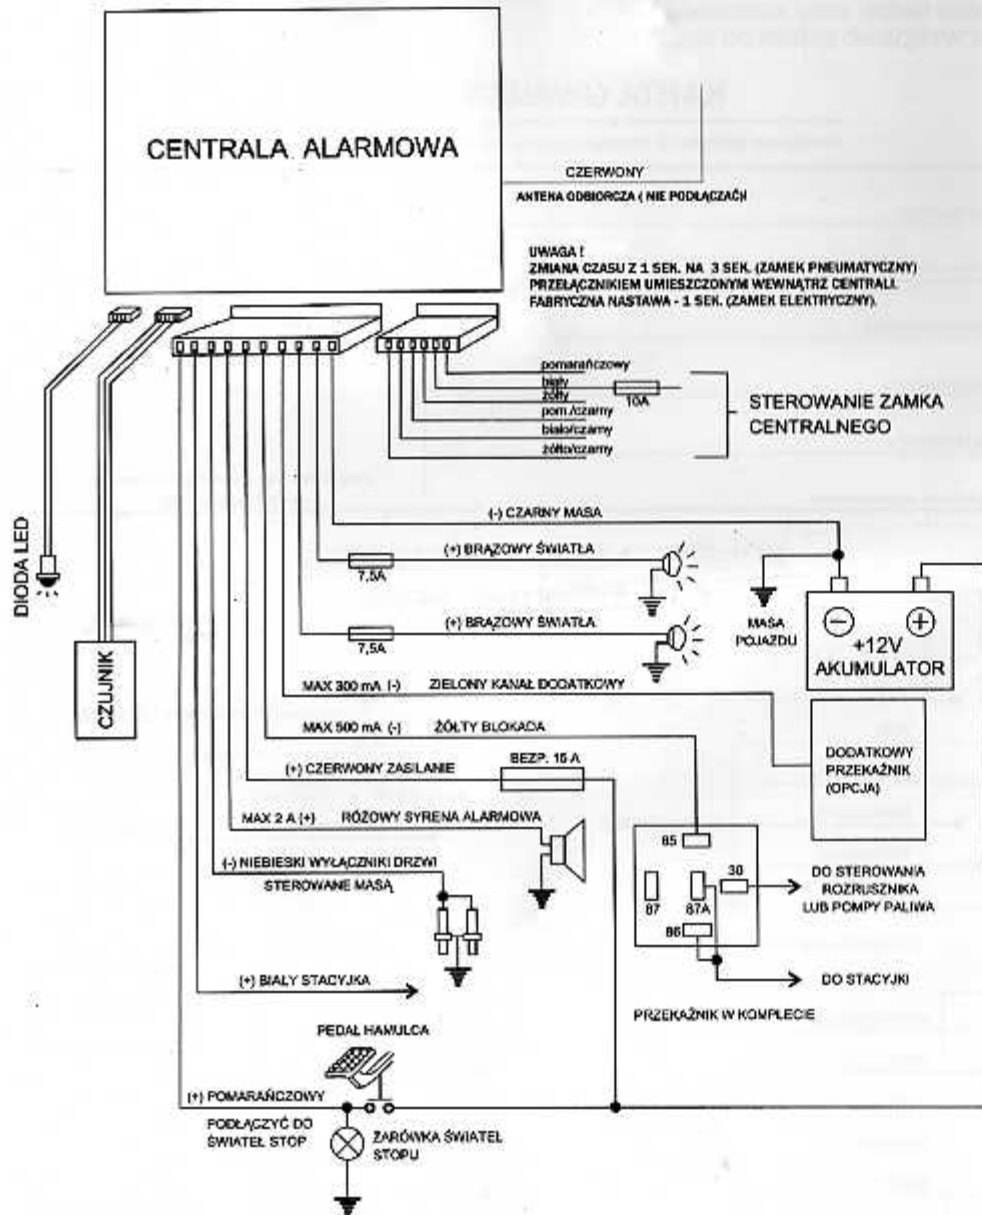 CENTRALA ALARMOWA
CZERWONY
ANTENA ODBIORCZA ( NIE PODŁĄCZAĆ)!
UWAGA !
ZMIANA CZASU Z 1 SEK. NA 3 SEK. (ZAMEK PNEUMATYCZNY)
PRZEŁĄCZNIKIEM UMIESZCZONYM WEWNĄTRZ CENTRALI.
FABRYCZNA NASTAWA - 1 SEK. (ZAMEK ELEKTRYCZNY).
pomarańczowy
biały
żółty
10A
pom./czarny
biało/czarny
żółto/czarny
STEROWANIE ZAMKA
CENTRALNEGO
DIODA LED
CZUJNIK
(-) CZARNY MASA
(+) BRĄZOWY ŚWIATŁA
7,5A
(+) BRĄZOWY ŚWIATŁA
7,5A
MASA
POJAZDU
+12V
AKUMULATOR
MAX 300 mA (-) ZIELONY KANAŁ DODATKOWY
MAX 500 mA (-) ŻÓŁTY BLOKADA
(+) CZERWONY ZASILANIE
BEZP. 15 A
DODATKOWY
PRZEKAŹNIK
(OPCJA)
MAX 2 A (+) RÓŻOWY SYRENA ALARMOWA
(-) NIEBIESKI WYŁĄCZNIKI DRZWI
STEROWANE MASĄ
85
30
87
87A
86
DO STEROWANIA
ROZRUSZNIKA
LUB POMPY PALIWA
(+) BIAŁY STACYJKA
DO STACYJKI
PRZEKAŹNIK W KOMPLECIE
PEDAŁ HAMULCA
(+) POMARAŃCZOWY
PODŁĄCZYĆ DO
ŚWIATEŁ STOP
ŻARÓWKA ŚWIATEŁ
STOPU